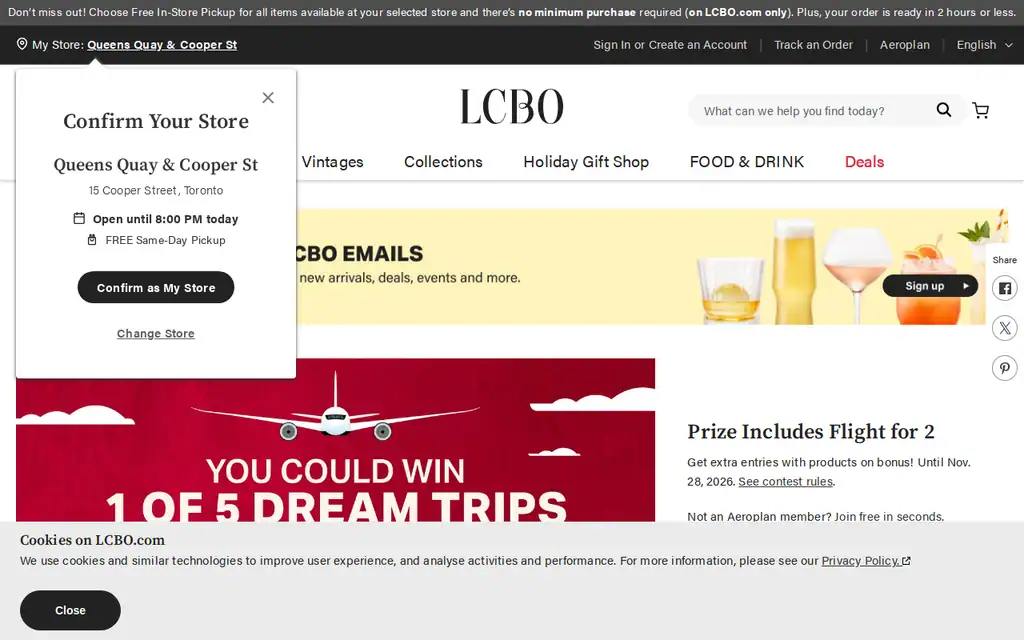 Don't miss out! Choose Free In-Store Pickup for all items available at your selected store and there's no minimum purchase required (on LCBO.com only). Plus, your order is ready in 2 hours or less.
My Store: Queens Quay & Cooper St
Sign In or Create an Account | Track an Order | Aeroplan | English
Confirm Your Store
Queens Quay & Cooper St
15 Cooper Street, Toronto
Open until 8:00 PM today
FREE Same-Day Pickup
Confirm as My Store
Change Store
LCBO
What can we help you find today?
Vintages Collections Holiday Gift Shop FOOD & DRINK Deals
CBO EMAILS
new arrivals, deals, events and more.
Sign up
Share
YOU COULD WIN
1 OF 5 DREAM TRIPS
Prize Includes Flight for 2
Get extra entries with products on bonus! Until Nov.
28, 2026. See contest rules.
Not an Aeroplan member? Join free in seconds.
Cookies on LCBO.com
We use cookies and similar technologies to improve user experience, and analyse activities and performance. For more information, please see our Privacy Policy.
Close